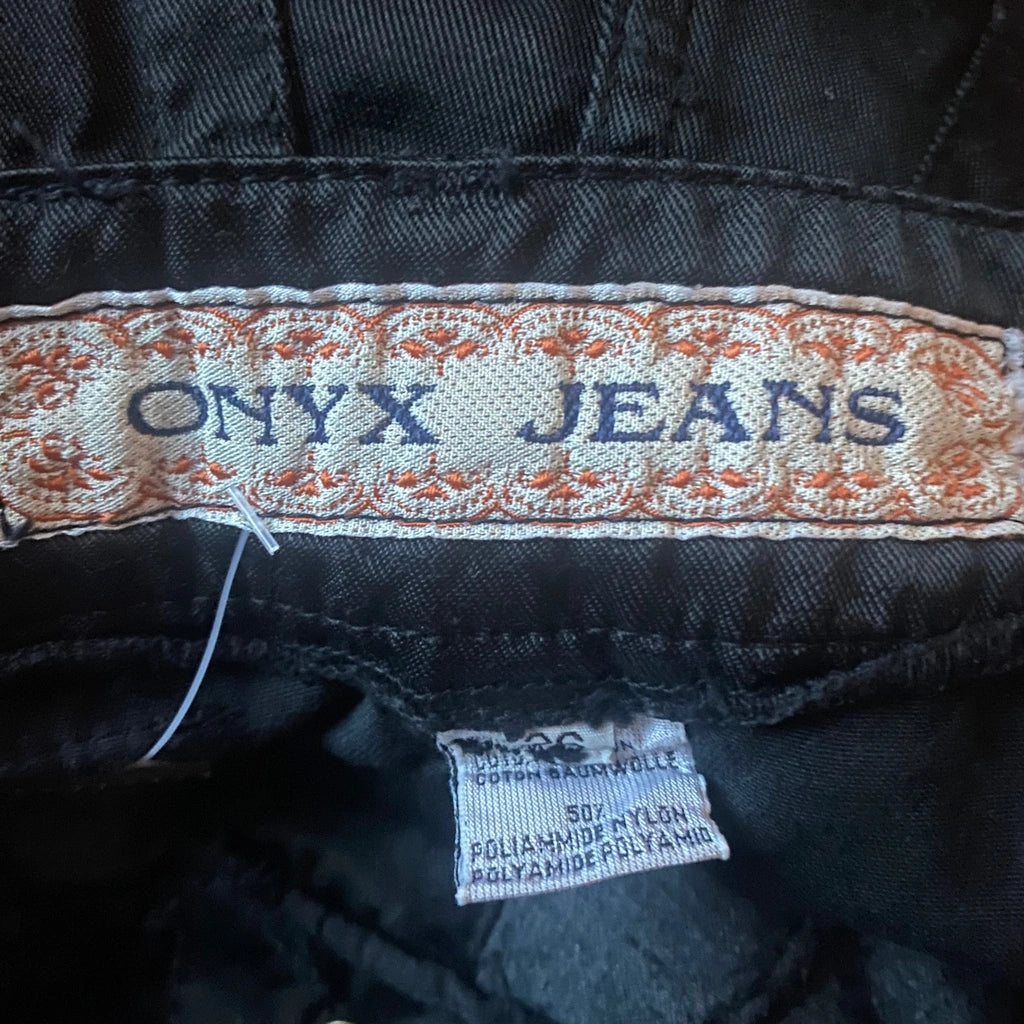 ONYX JEANS
COTON BAUMWOLLE
50%
POLIAMMIDE NYLON
POLYAMIDE POLYAMID